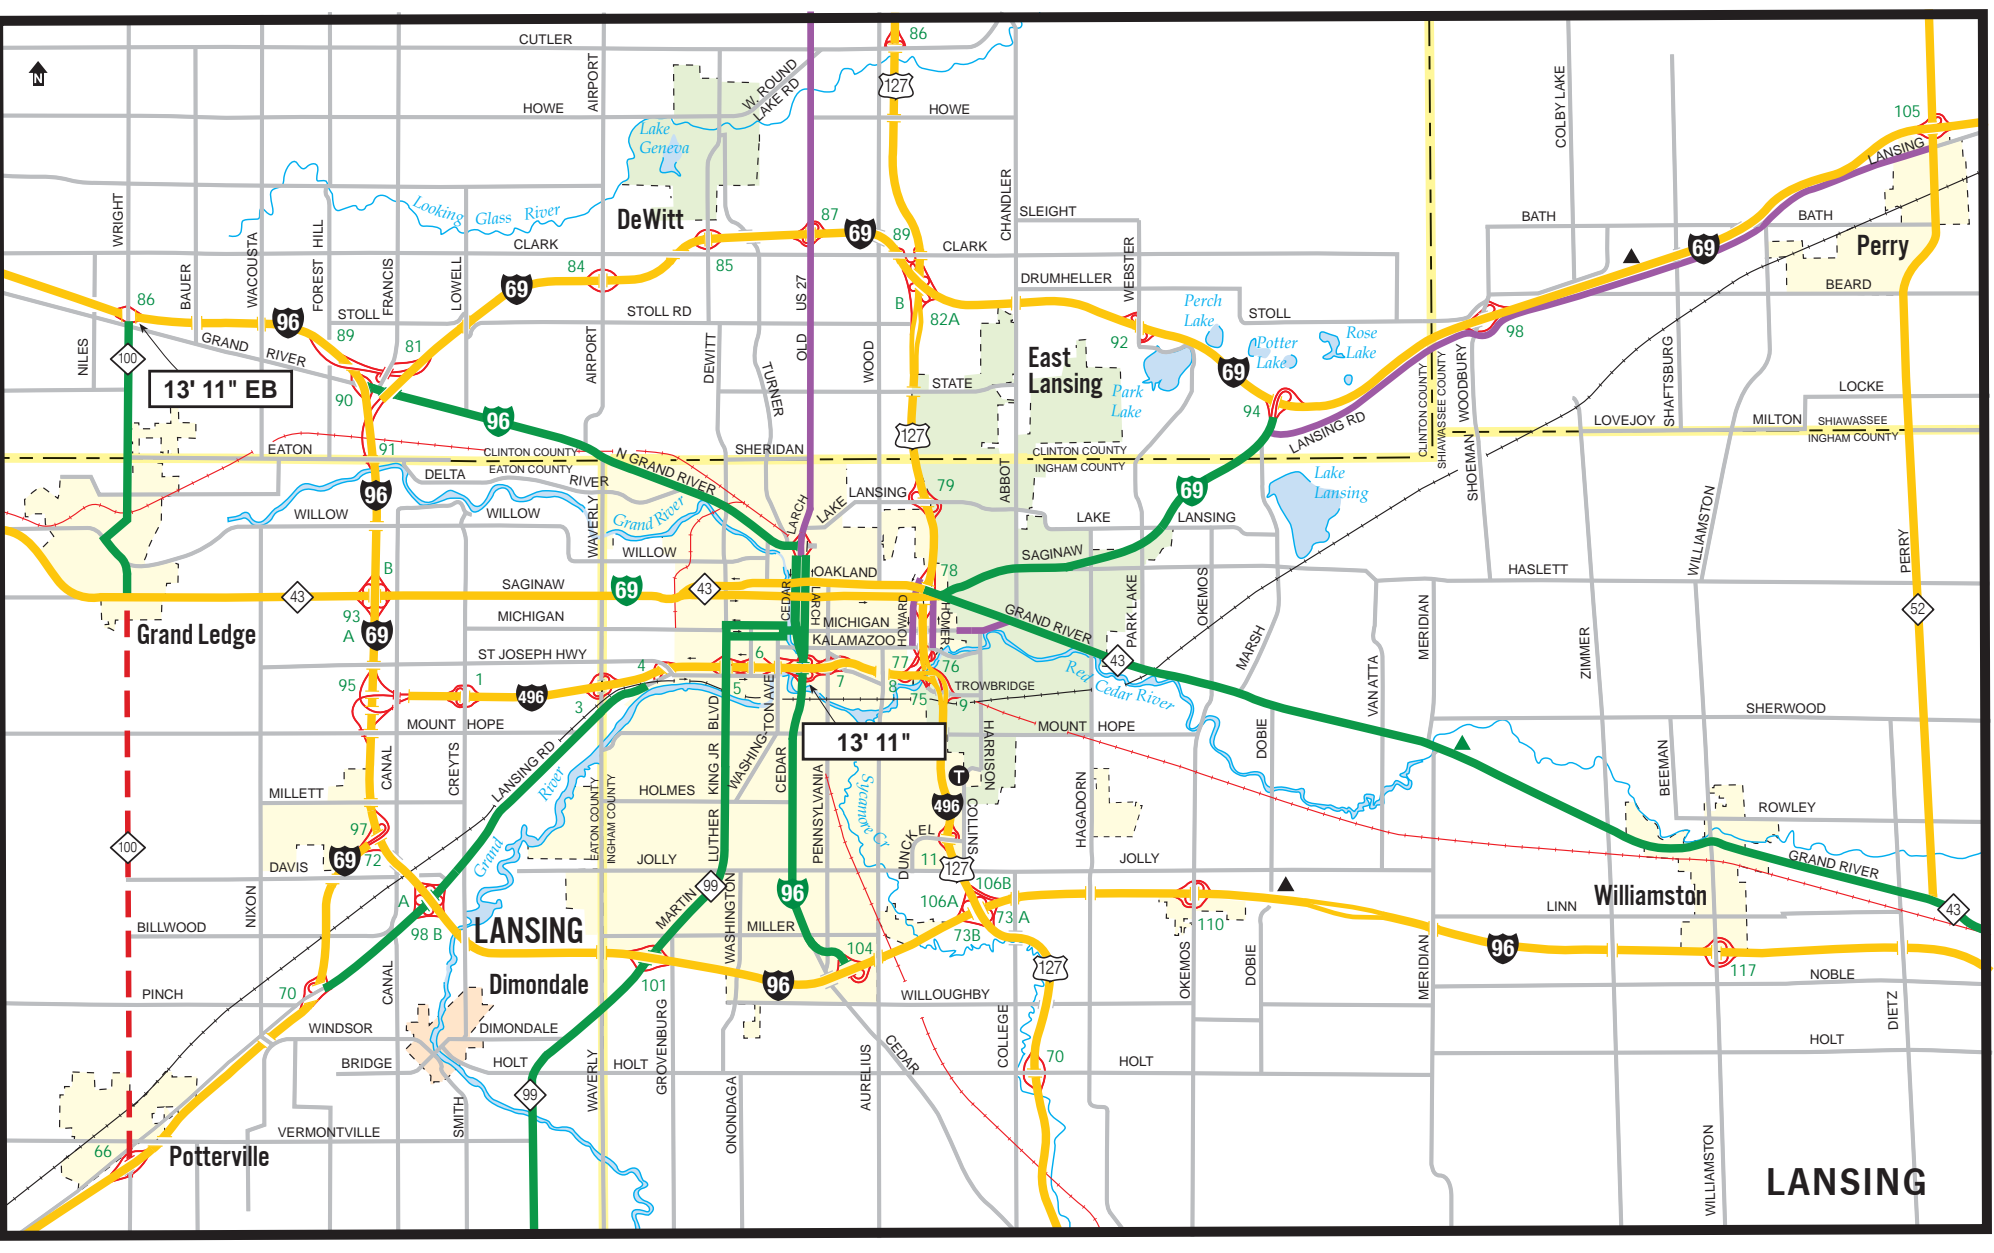 CUTLER
86
N
AIRPORT
W. ROUND
LAKE RD
127
COLBY LAKE
HOWE
HOWE
105
Lake
Geneva
LANSING
WRIGHT
CHANDLER
Looking Glass River
DeWitt
87
69
89
SLEIGHT
BATH
BATH
WACOUSTA
FOREST HILL
CLARK
CLARK
69
Perry
BAUER
FRANCIS
LOWELL
84
85
DRUMHELLER
WEBSTER
BEARD
86
69
US 27
OLD
B
82A
Perch
Lake
STOLL
96
STOLL
STOLL RD
98
89
81
92
Potter
Lake
Rose
Lake
GRAND RIVER
NILES
100
AIRPORT
DEWITT
TURNER
WOOD
East
Lansing
69
CLINTON COUNTY
SHIAWASSEE COUNTY
WOODBURY
SHAFTSBURG
13' 11" EB
STATE
Park
Lake
LOCKE
90
96
94
LANSING RD
LOVEJOY
MILTON
SHIAWASSEE
INGHAM COUNTY
127
91
EATON
CLINTON COUNTY
EATON COUNTY
N GRAND RIVER
SHERIDAN
CLINTON COUNTY
INGHAM COUNTY
ABBOT
SHOEMAN
DELTA
RIVER
96
79
69
Lake
Lansing
LANSING
WILLOW
WILLOW
WAVERLY
Grand River
LARCH
LAKE
LAKE
LANSING
WILLIAMSTON
PERRY
WILLOW
SAGINAW
B
SAGINAW
69
43
OAKLAND
78
HASLETT
43
93
A
69
MICHIGAN
CEDAR
LARCH
MICHIGAN
KALAMAZOO
HOWARD
HOMER
GRAND RIVER
PARK LAKE
OKEMOS
MARSH
VAN ATTA
MERIDIAN
ZIMMER
52
Grand Ledge
ST JOSEPH HWY
4
6
77
76
43
95
1
496
3
5
7
8
75
9
TROWBRIDGE
Red Cedar River
MOUNT HOPE
MOUNT HOPE
SHERWOOD
13' 11"
LANSING RD
CANAL
CREYTS
River
Grand
MARTIN LUTHER KING JR BLVD
WASHINGTON AVE
CEDAR
PENNSYLVANIA
Sycamore Cr
HARRISON
T
496
COLLINS
DOBIE
BEEMAN
MILLETT
HOLMES
EATON COUNTY
INGHAM COUNTY
HAGADORN
ROWLEY
100
97
72
69
DAVIS
JOLLY
DUNCKEL
11
127
JOLLY
GRAND RIVER
NIXON
A
98 B
99
WASHINGTON
96
106A
106B
73 A
73B
110
Williamston
LINN
43
BILLWOOD
LANSING
MILLER
104
96
CANAL
Dimondale
96
127
OKEMOS
DOBIE
MERIDIAN
117
NOBLE
PINCH
70
101
WILLOUGHBY
DIETZ
WINDSOR
DIMONDALE
GROVENBURG
COLLEGE
HOLT
BRIDGE
HOLT
HOLT
CEDAR
70
HOLT
99
WAVERLY
ONONDAGA
AURELIUS
SMITH
VERMONTVILLE
66
Potterville
WILLIAMSTON
LANSING